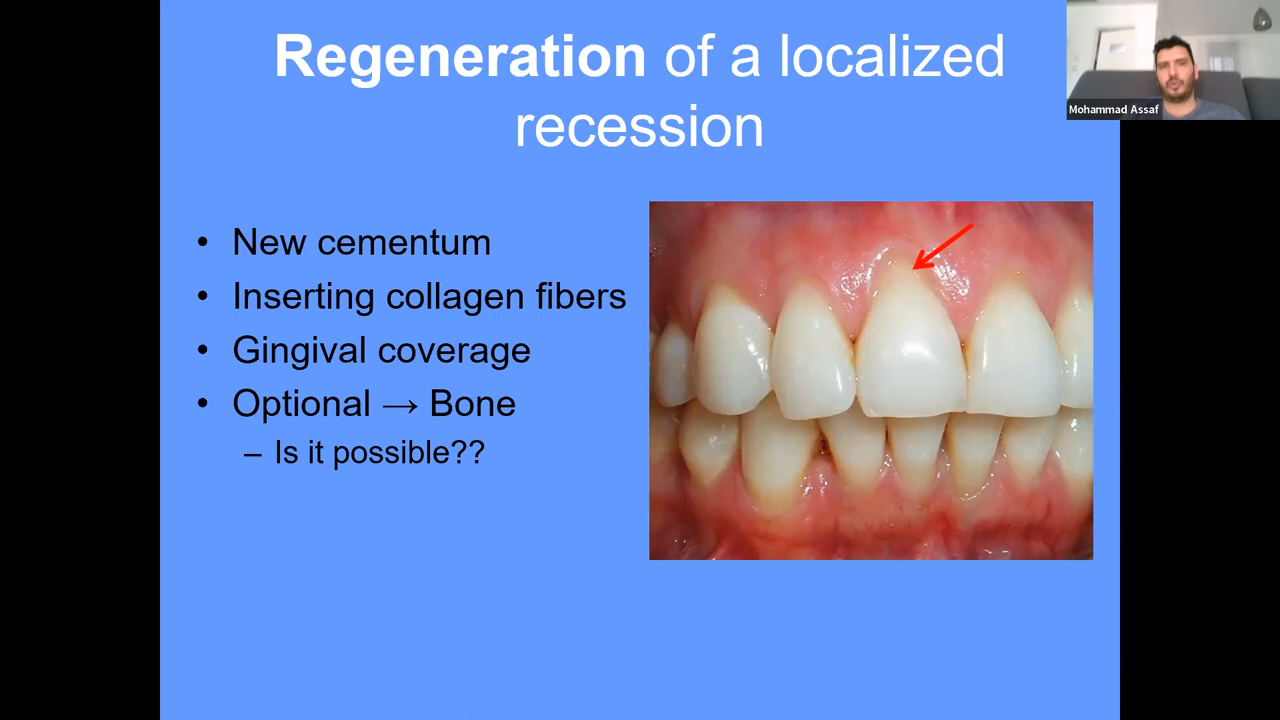 Regeneration of a localized
recession
Mohammad Assaf
• New cementum
• Inserting collagen fibers
• Gingival coverage
• Optional → Bone
– Is it possible??